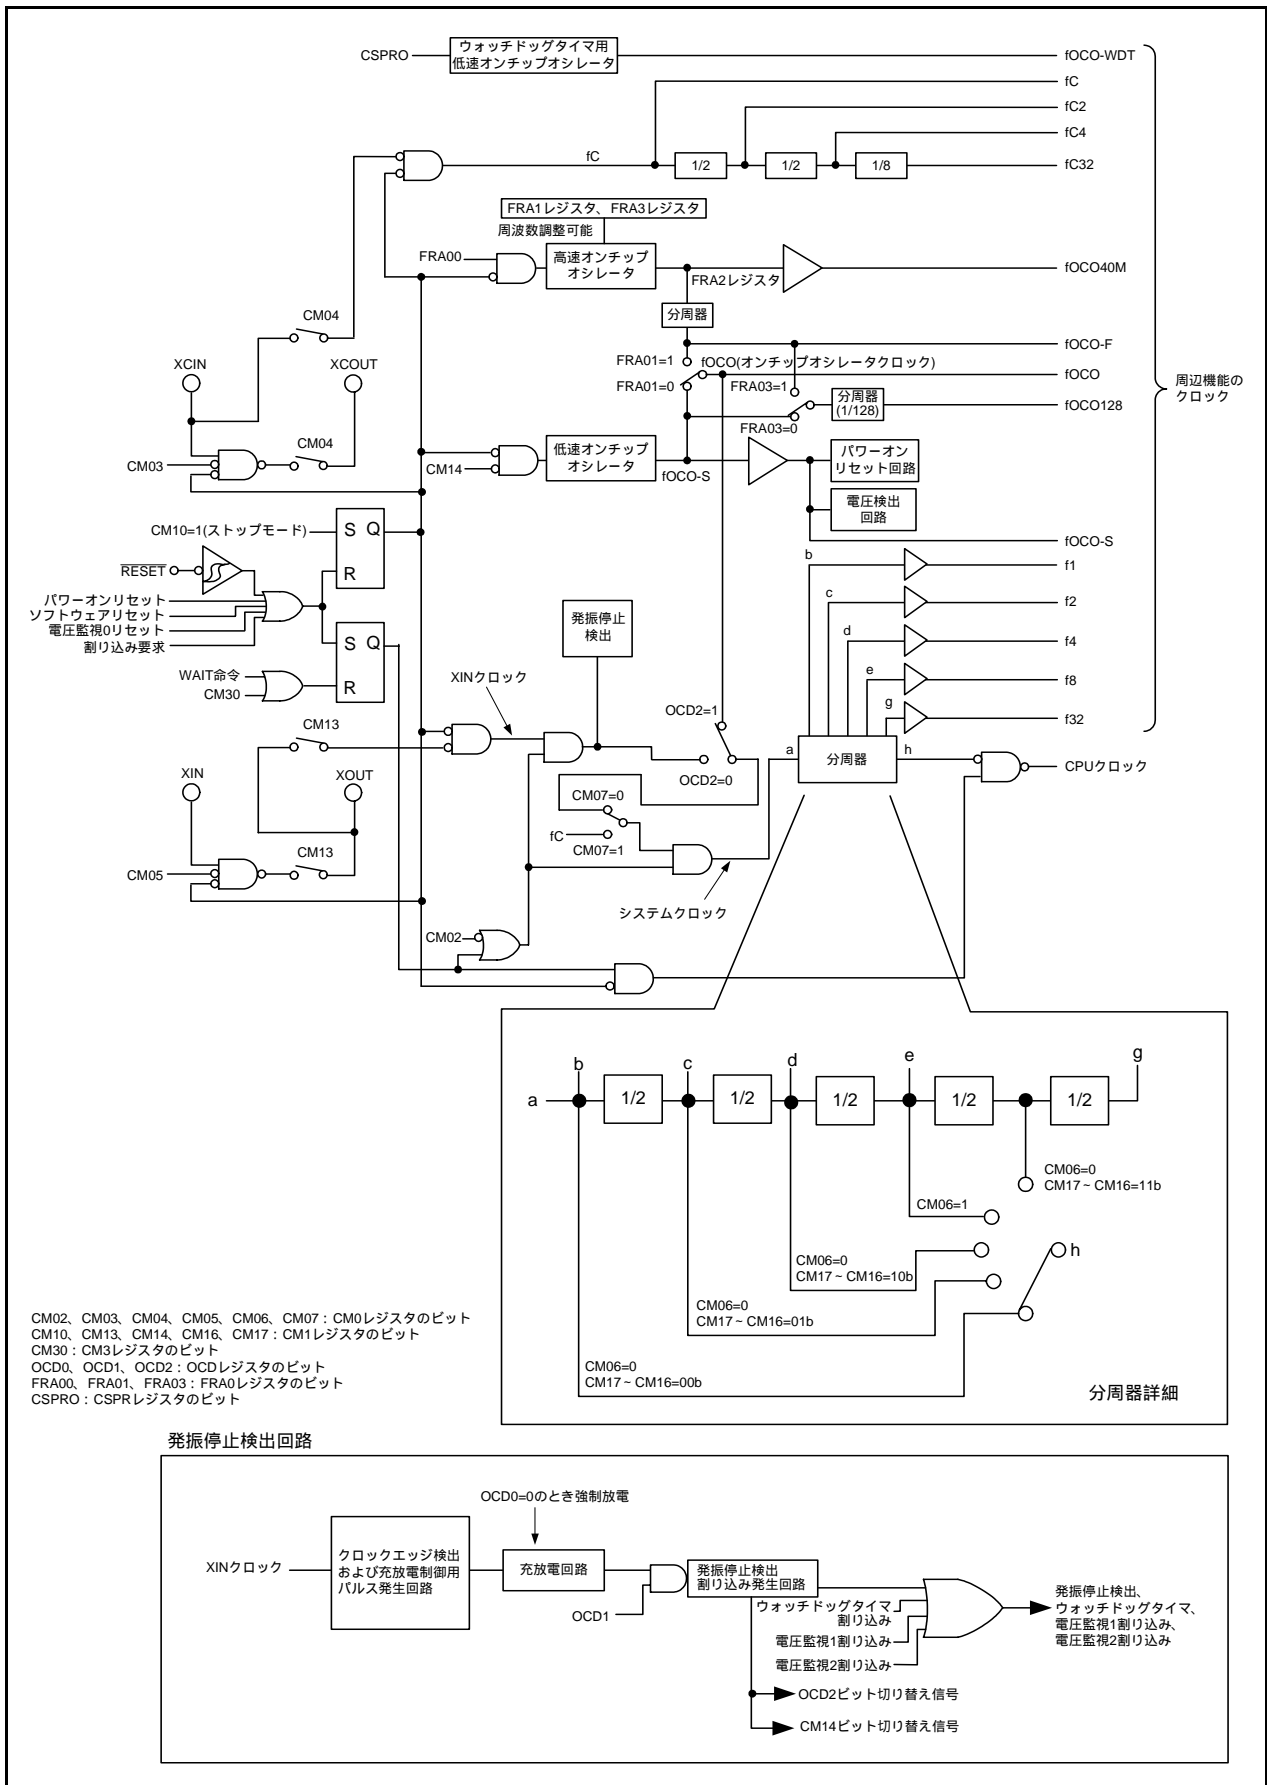 CSPRO
ウォッチドッグタイマ用
低速オンチップオシレータ
fOCO-WDT
fC
fC2
fC4
fC
1/2
1/2
1/8
fC32
FRA1レジスタ、FRA3レジスタ
周波数調整可能
FRA00
高速オンチップ
オシレータ
FRA2レジスタ
fOCO40M
分周器
CM04
fOCO-F
XCIN
XCOUT
FRA01=1
fOCO(オンチップオシレータクロック)
fOCO
FRA01=0
FRA03=1
周辺機能の
クロック
分周器
(1/128)
fOCO128
FRA03=0
CM04
CM03
CM14
低速オンチップ
オシレータ
fOCO-S
パワーオン
リセット回路
電圧検出
回路
fOCO-S
CM10=1(ストップモード)
S
Q
R
RESET
パワーオンリセット
ソフトウェアリセット
電圧監視0リセット
割り込み要求
S
Q
R
WAIT命令
CM30
b
f1
c
f2
d
f4
e
f8
g
f32
発振停止
検出
XINクロック
OCD2=1
CM13
a
分周器
h
CPUクロック
OCD2=0
XIN
XOUT
CM07=0
fC
CM07=1
CM13
CM05
システムクロック
CM02
b
c
d
e
g
a
1/2
1/2
1/2
1/2
1/2
CM06=0
CM17~CM16=11b
CM06=1
CM06=0
CM17~CM16=10b
h
CM06=0
CM17~CM16=01b
CM06=0
CM17~CM16=00b
分周器詳細
CM02、CM03、CM04、CM05、CM06、CM07:CM0レジスタのビット
CM10、CM13、CM14、CM16、CM17:CM1レジスタのビット
CM30:CM3レジスタのビット
OCD0、OCD1、OCD2:OCDレジスタのビット
FRA00、FRA01、FRA03:FRA0レジスタのビット
CSPRO:CSPRレジスタのビット
発振停止検出回路
OCD0=0のとき強制放電
XINクロック
クロックエッジ検出
および充放電制御用
パルス発生回路
充放電回路
OCD1
発振停止検出
割り込み発生回路
ウォッチドッグタイマ
割り込み
電圧監視1割り込み
電圧監視2割り込み
発振停止検出、
ウォッチドッグタイマ、
電圧監視1割り込み、
電圧監視2割り込み
OCD2ビット切り替え信号
CM14ビット切り替え信号